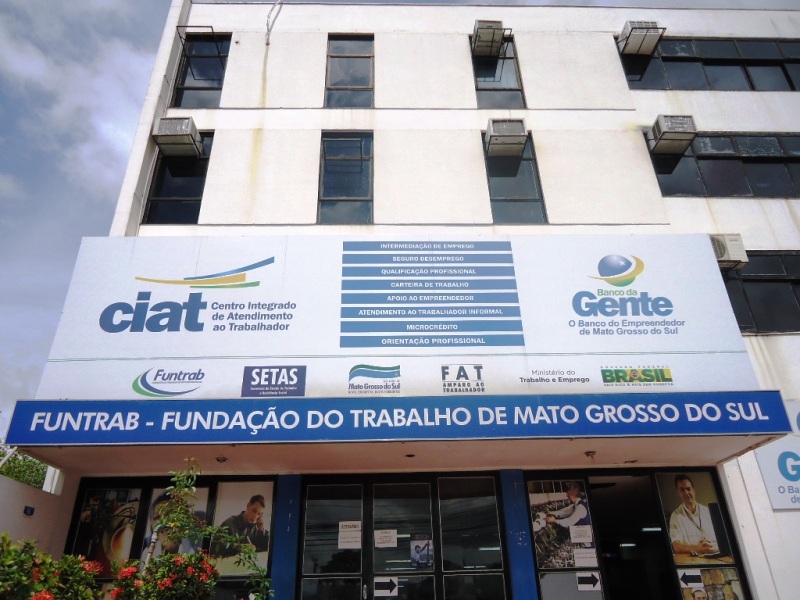 INTERMEDIAÇÃO DE EMPREGO
SEGURO DESEMPREGO
QUALIFICAÇÃO PROFISSIONAL
CARTEIRA DE TRABALHO
APOIO AO EMPREENDEDOR
ATENDIMENTO AO TRABALHADOR INFORMAL
MICROCRÉDITO
ORIENTAÇÃO PROFISSIONAL
ciat
Centro Integrado
de Atendimento
ao Trabalhador
Banco da
Gente
O Banco do Empreendedor
de Mato Grosso do Sul
Funtrab
SETAS
Mato Grosso do Sul
FAT
AMPARO AO
TRABALHADOR
Ministério do
Trabalho e Emprego
BRASIL
FUNTRAB - FUNDAÇÃO DO TRABALHO DE MATO GROSSO DO SUL